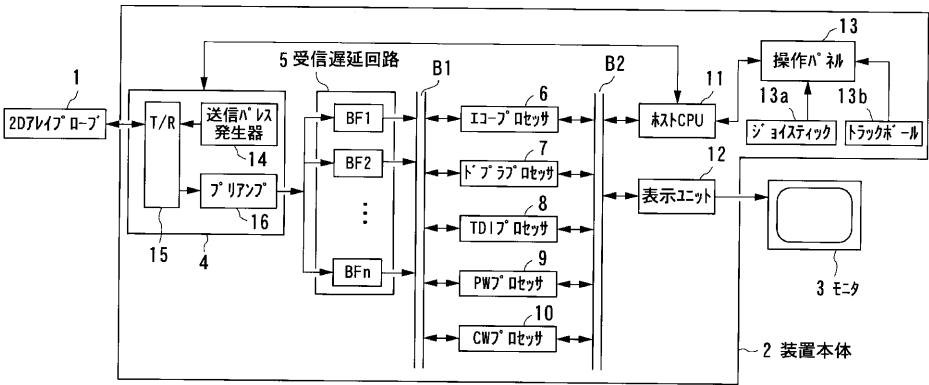 1
2Dアレイプローブ
T/R
送信パルス
発生器
14
プリアンプ
15
16
4
5 受信遅延回路
BF1
BF2
⋮
BFn
B1
6
エコープロセッサ
7
ドプラプロセッサ
8
TDIプロセッサ
9
PWプロセッサ
10
CWプロセッサ
B2
11
ホストCPU
12
表示ユニット
13
操作パネル
13a
ジョイスティック
13b
トラックボール
3 モニタ
2 装置本体